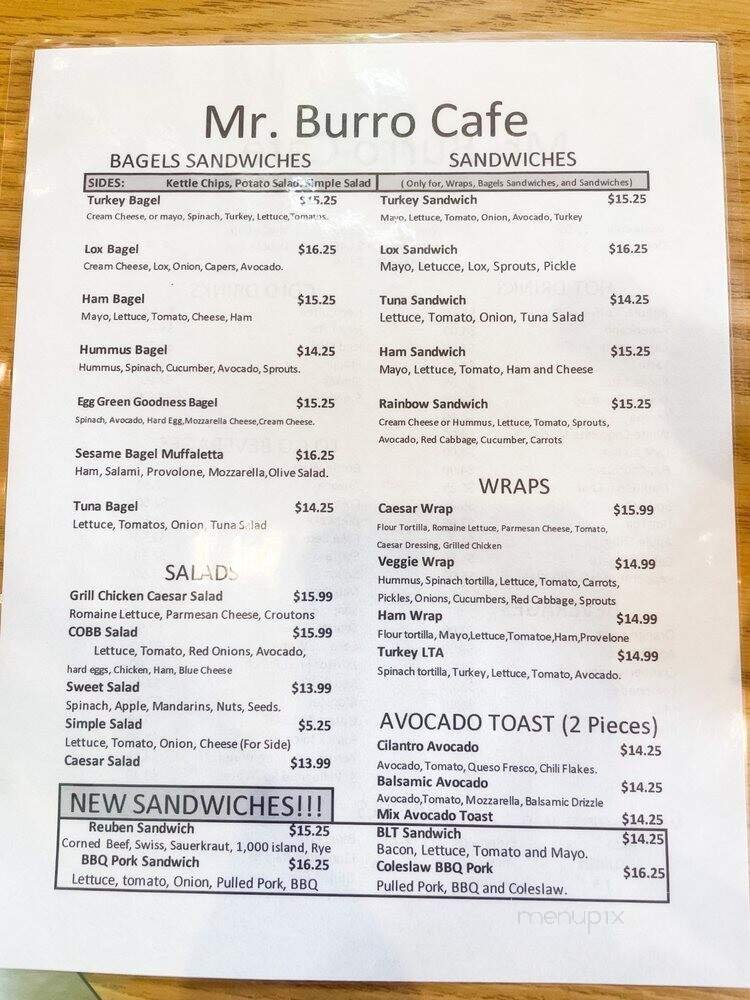 Mr. Burro Cafe
BAGELS SANDWICHES
SIDES: Kettle Chips, Potato Salad, Simple Salad
Turkey Bagel $15.25
Cream Cheese, or mayo, Spinach, Turkey, Lettuce, Tomatos.
Lox Bagel $16.25
Cream Cheese, Lox, Onion, Capers, Avocado.
Ham Bagel $15.25
Mayo, Lettuce, Tomato, Cheese, Ham
Hummus Bagel $14.25
Hummus, Spinach, Cucumber, Avocado, Sprouts.
Egg Green Goodness Bagel $15.25
Spinach, Avocado, Hard Egg,Mozzarella Cheese,Cream Cheese.
Sesame Bagel Muffaletta $16.25
Ham, Salami, Provolone, Mozzarella,Olive Salad.
Tuna Bagel $14.25
Lettuce, Tomatos, Onion, Tuna Salad
SALADS
Grill Chicken Caesar Salad $15.99
Romaine Lettuce, Parmesan Cheese, Croutons
COBB Salad $15.99
Lettuce, Tomato, Red Onions, Avocado,
hard eggs, Chicken, Ham, Blue Cheese
Sweet Salad $13.99
Spinach, Apple, Mandarins, Nuts, Seeds.
Simple Salad $5.25
Lettuce, Tomato, Onion, Cheese (For Side)
Caesar Salad $13.99
SANDWICHES
( Only for, Wraps, Bagels Sandwiches, and Sandwiches)
Turkey Sandwich $15.25
Mayo, Lettuce, Tomato, Onion, Avocado, Turkey
Lox Sandwich $16.25
Mayo, Letucce, Lox, Sprouts, Pickle
Tuna Sandwich $14.25
Lettuce, Tomato, Onion, Tuna Salad
Ham Sandwich $15.25
Mayo, Lettuce, Tomato, Ham and Cheese
Rainbow Sandwich $15.25
Cream Cheese or Hummus, Lettuce, Tomato, Sprouts,
Avocado, Red Cabbage, Cucumber, Carrots
WRAPS
Caesar Wrap $15.99
Flour Tortilla, Romaine Lettuce, Parmesan Cheese, Tomato,
Caesar Dressing, Grilled Chicken
Veggie Wrap $14.99
Hummus, Spinach tortilla, Lettuce, Tomato, Carrots,
Pickles, Onions, Cucumbers, Red Cabbage, Sprouts
Ham Wrap $14.99
Flour tortilla, Mayo,Lettuce,Tomatoe,Ham,Provelone
Turkey LTA $14.99
Spinach tortilla, Turkey, Lettuce, Tomato, Avocado.
AVOCADO TOAST (2 Pieces)
Cilantro Avocado $14.25
Avocado, Tomato, Queso Fresco, Chili Flakes.
Balsamic Avocado $14.25
Avocado,Tomato, Mozzarella, Balsamic Drizzle
Mix Avocado Toast $14.25
NEW SANDWICHES!!!
Reuben Sandwich $15.25
Corned Beef, Swiss, Sauerkraut, 1,000 island, Rye
BBQ Pork Sandwich $16.25
Lettuce, tomato, Onion, Pulled Pork, BBQ
BLT Sandwich $14.25
Bacon, Lettuce, Tomato and Mayo.
Coleslaw BBQ Pork $16.25
Pulled Pork, BBQ and Coleslaw.
menupix